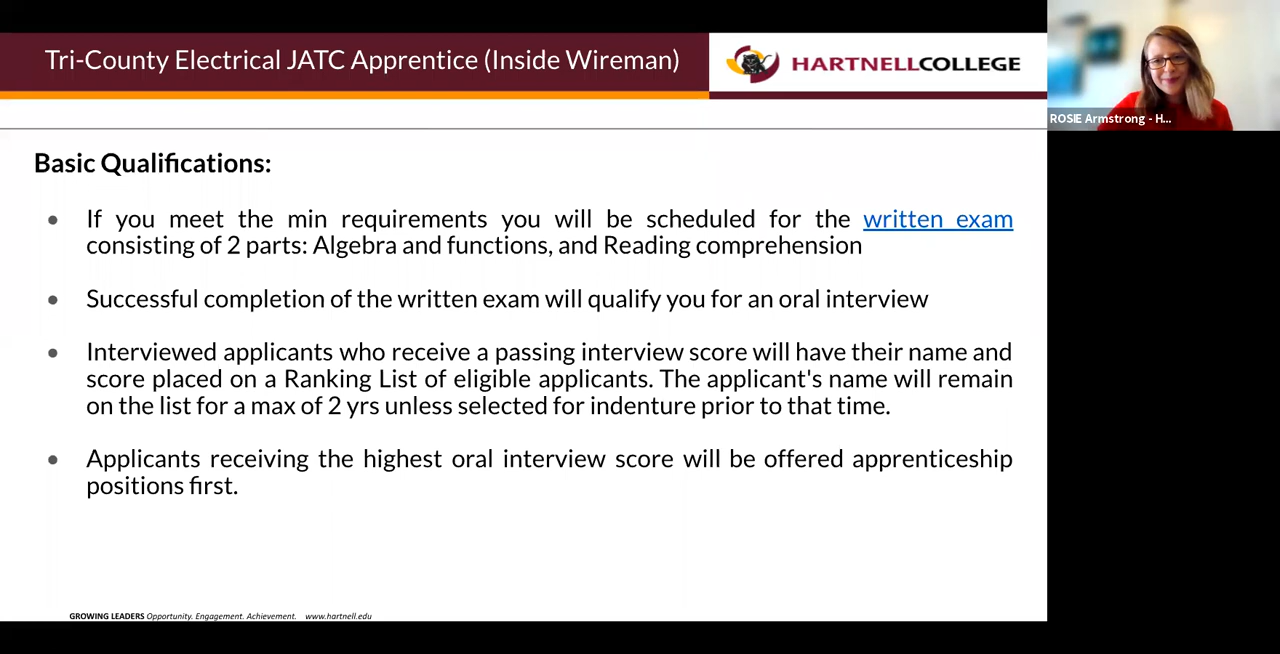 Tri-County Electrical JATC Apprentice (Inside Wireman)
HARTNELLCOLLEGE
ROSIE Armstrong - H...
Basic Qualifications:
• If you meet the min requirements you will be scheduled for the written exam
consisting of 2 parts: Algebra and functions, and Reading comprehension
• Successful completion of the written exam will qualify you for an oral interview
• Interviewed applicants who receive a passing interview score will have their name and
score placed on a Ranking List of eligible applicants. The applicant's name will remain
on the list for a max of 2 yrs unless selected for indenture prior to that time.
• Applicants receiving the highest oral interview score will be offered apprenticeship
positions first.
GROWING LEADERS Opportunity. Engagement. Achievement. www.hartnell.edu